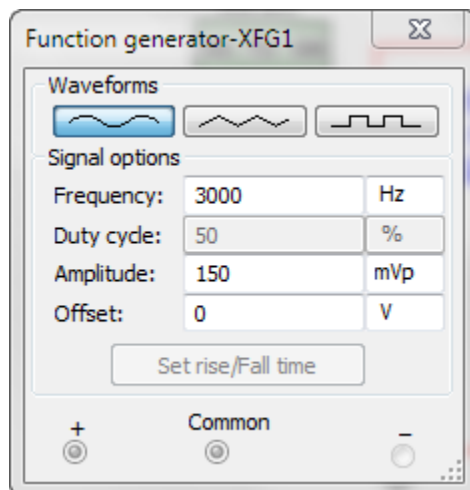 Function generator-XFG1
Waveforms
Signal options
Frequency: 3000 Hz
Duty cycle: 50 %
Amplitude: 150 mVp
Offset: 0 V
Set rise/Fall time
+ Common −